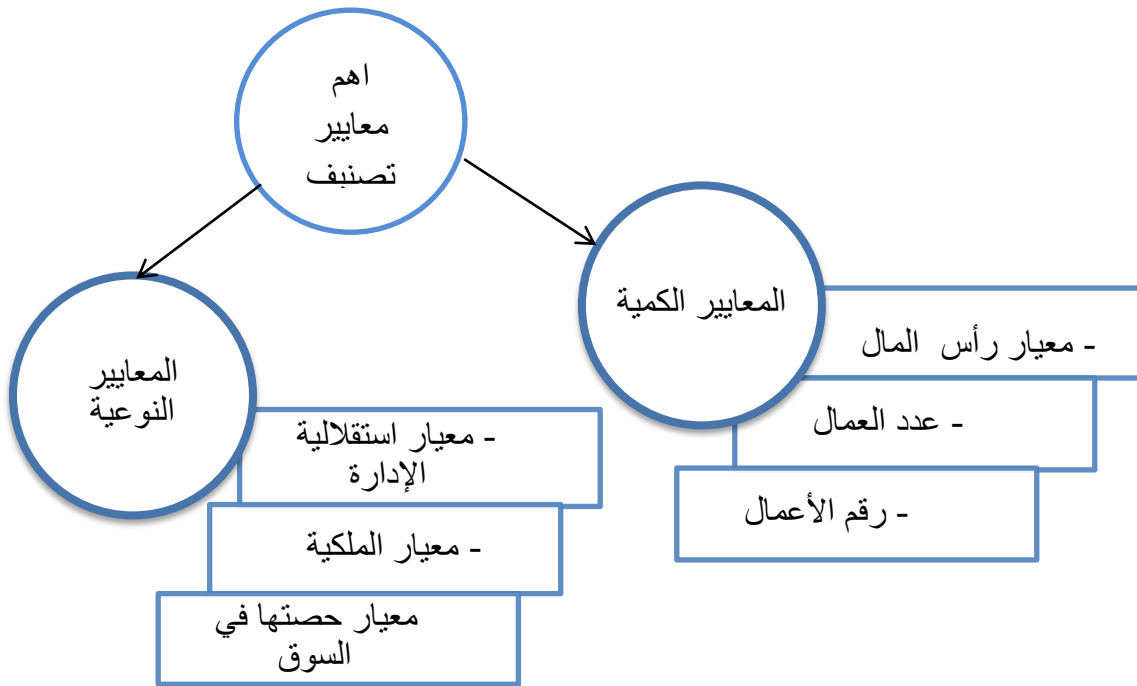 اهم
معايير
تصنيف
المعايير الكمية
- معيار رأس المال
- عدد العمال
- رقم الأعمال
المعايير
النوعية
- معيار استقلالية
الإدارة
- معيار الملكية
معيار حصتها في
السوق